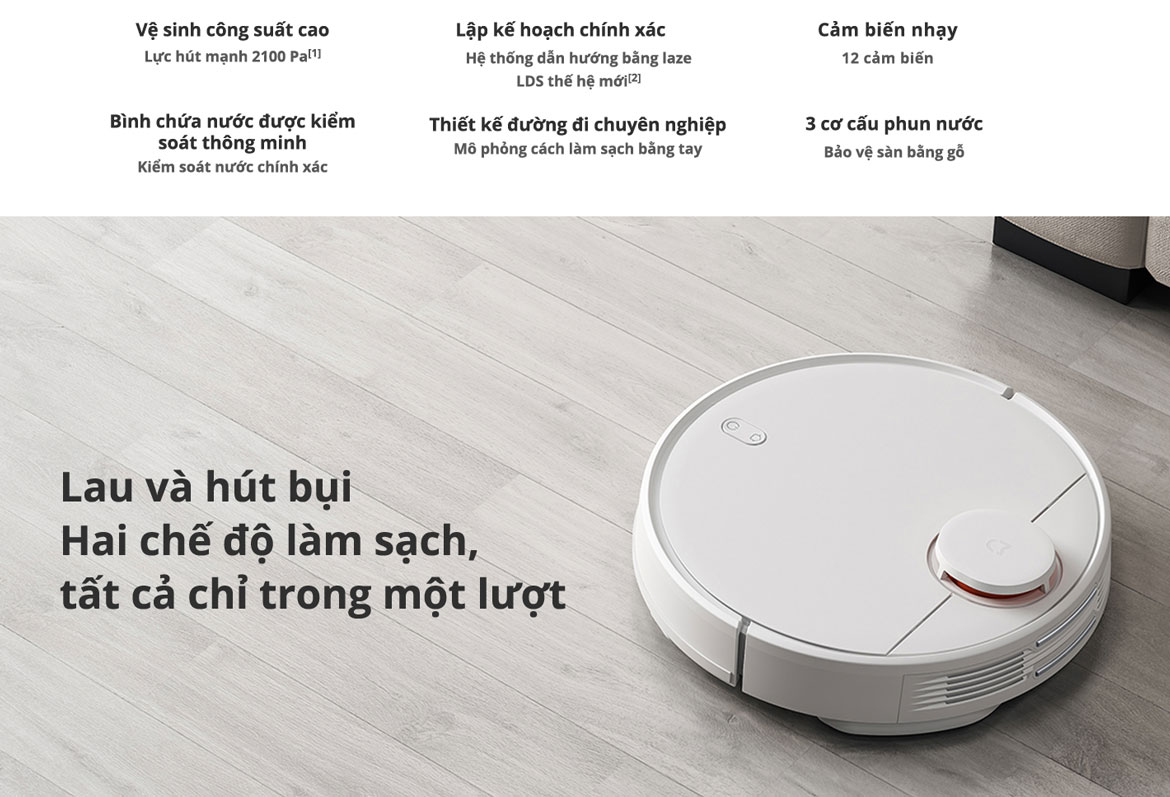 Vệ sinh công suất cao
Lực hút mạnh 2100 Pa[1]
Lập kế hoạch chính xác
Hệ thống dẫn hướng bằng laze
LDS thế hệ mới[2]
Cảm biến nhạy
12 cảm biến
Bình chứa nước được kiểm
soát thông minh
Kiểm soát nước chính xác
Thiết kế đường đi chuyên nghiệp
Mô phỏng cách làm sạch bằng tay
3 cơ cấu phun nước
Bảo vệ sàn bằng gỗ
Lau và hút bụi
Hai chế độ làm sạch,
tất cả chỉ trong một lượt